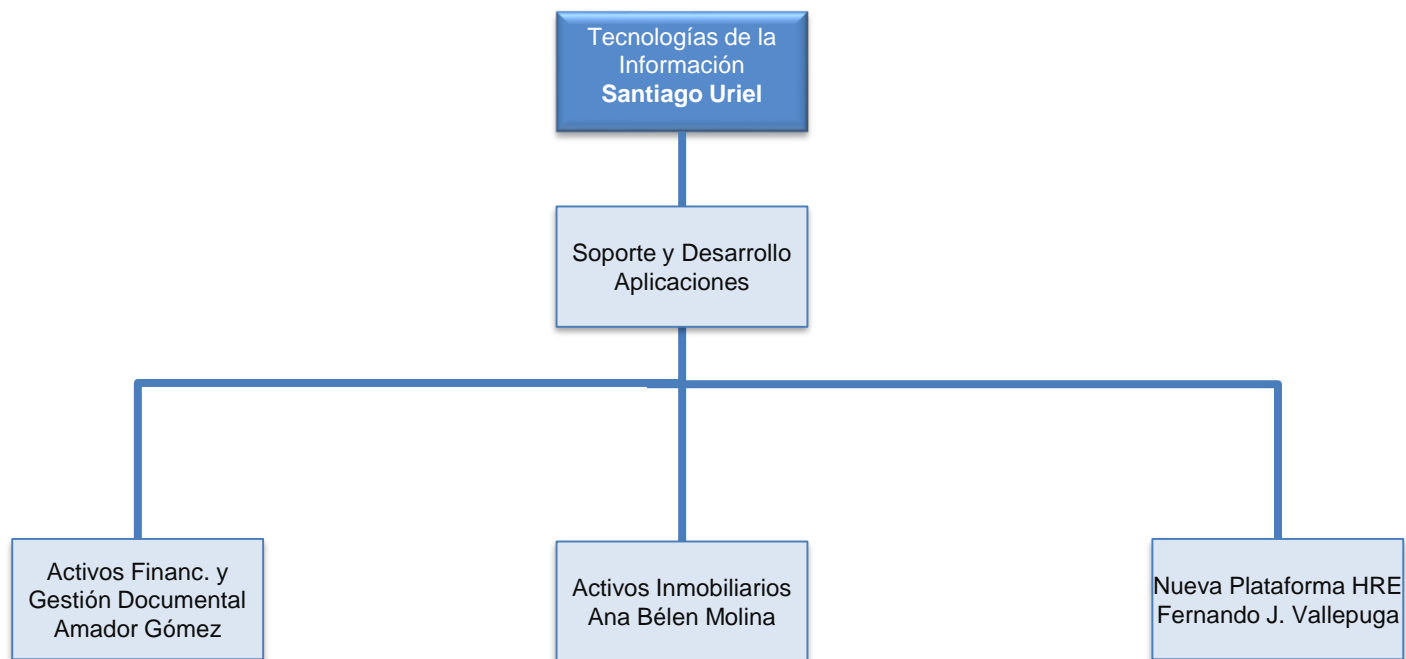 Tecnologías de la
Información
Santiago Uriel
Soporte y Desarrollo
Aplicaciones
Activos Financ. y
Gestión Documental
Amador Gómez
Activos Inmobiliarios
Ana Bélen Molina
Nueva Plataforma HRE
Fernando J. Vallepuga